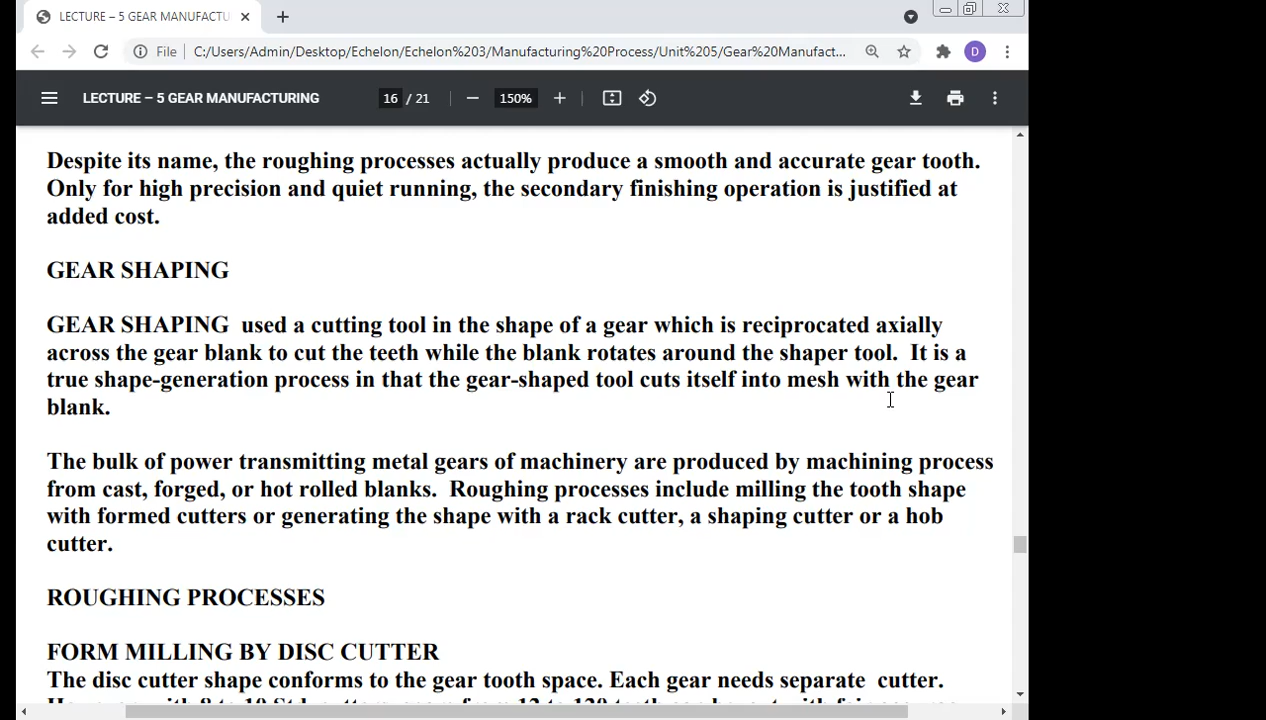 LECTURE – 5 GEAR MANUFACTU
File C:/Users/Admin/Desktop/Echelon/Echelon%203/Manufacturing%20Process/Unit%205/Gear%20Manufact... D
LECTURE – 5 GEAR MANUFACTURING 16 / 21 150%
Despite its name, the roughing processes actually produce a smooth and accurate gear tooth.
Only for high precision and quiet running, the secondary finishing operation is justified at
added cost.
GEAR SHAPING
GEAR SHAPING used a cutting tool in the shape of a gear which is reciprocated axially
across the gear blank to cut the teeth while the blank rotates around the shaper tool. It is a
true shape-generation process in that the gear-shaped tool cuts itself into mesh with the gear
blank.
The bulk of power transmitting metal gears of machinery are produced by machining process
from cast, forged, or hot rolled blanks. Roughing processes include milling the tooth shape
with formed cutters or generating the shape with a rack cutter, a shaping cutter or a hob
cutter.
ROUGHING PROCESSES
FORM MILLING BY DISC CUTTER
The disc cutter shape conforms to the gear tooth space. Each gear needs separate cutter.